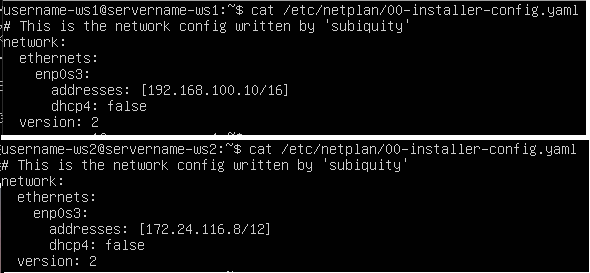 username-ws1@servername-ws1:~$ cat /etc/netplan/00-installer-config.yaml
# This is the network config written by 'subiquity'
network:
  ethernets:
    enp0s3:
      addresses: [192.168.100.10/16]
      dhcp4: false
  version: 2
username-ws2@servername-ws2:~$ cat /etc/netplan/00-installer-config.yaml
# This is the network config written by 'subiquity'
network:
  ethernets:
    enp0s3:
      addresses: [172.24.116.8/12]
      dhcp4: false
  version: 2